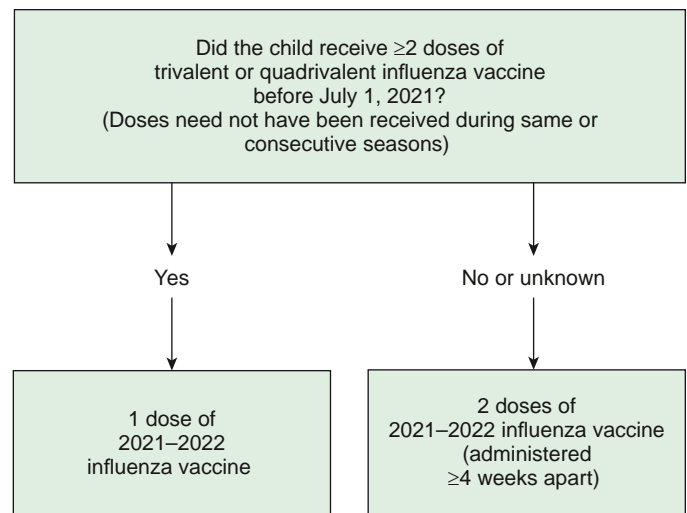 Did the child receive ≥2 doses of
trivalent or quadrivalent influenza vaccine
before July 1, 2021?
(Doses need not have been received during same or
consecutive seasons)
Yes
No or unknown
1 dose of
2021–2022
influenza vaccine
2 doses of
2021–2022 influenza vaccine
(administered
≥4 weeks apart)